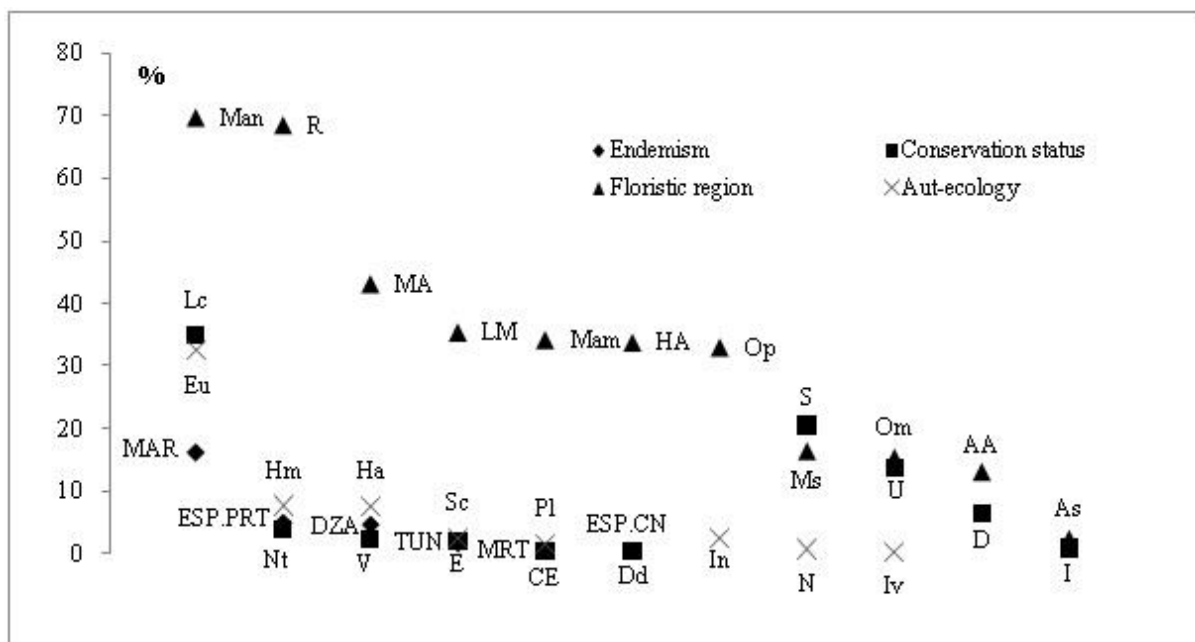 80
%
70
Man
R
60
Endemism
Conservation status
Floristic region
Aut-ecology
50
MA
40
LM
Mam
HA
Op
Lc
30
Eu
20
S
MAR
Ms
Om
U
AA
10
Hm
Ha
Sc
Pl
ESP.CN
As
ESP.PRT
DZA
TUN
MRT
D
0
Nt
V
E
CE
Dd
In
N
Iv
I